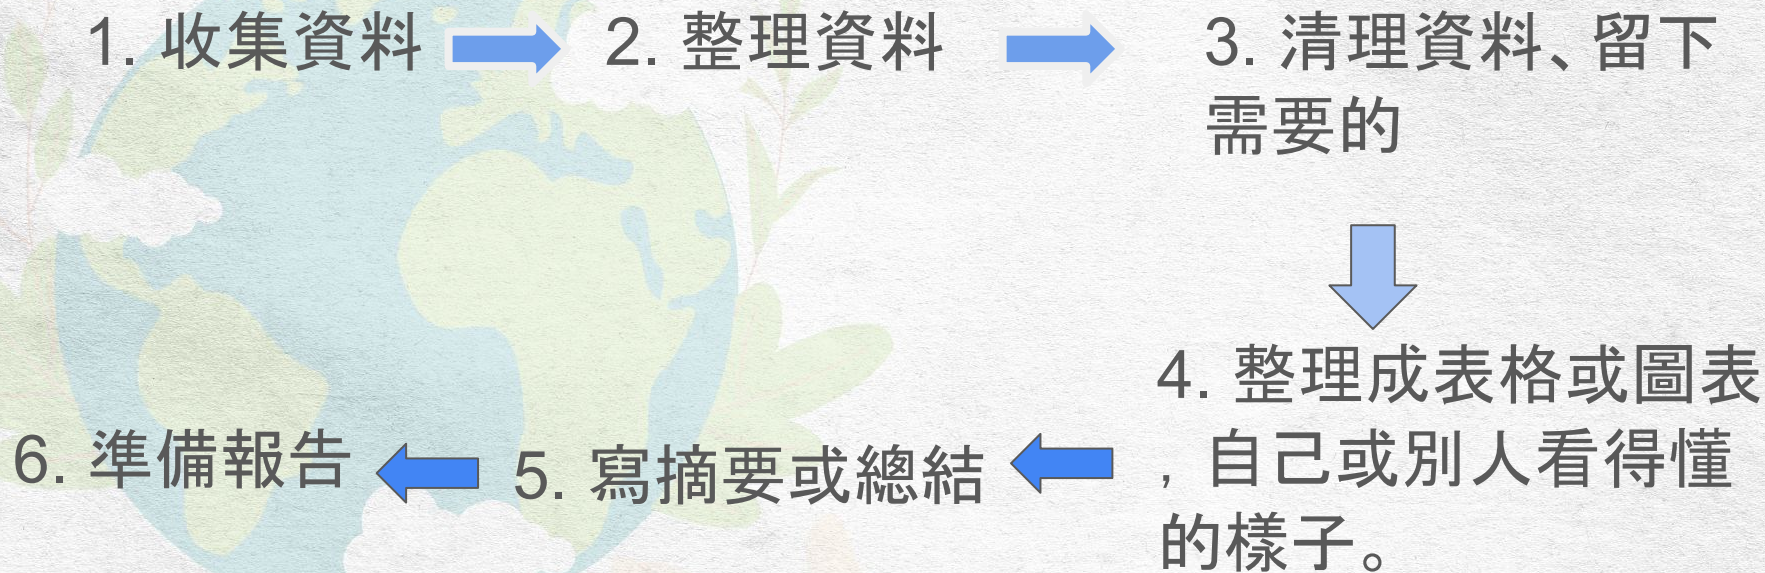 1. 收集資料
2. 整理資料
3. 清理資料、留下
需要的
4. 整理成表格或圖表
，自己或別人看得懂
的樣子。
5. 寫摘要或總結
6. 準備報告